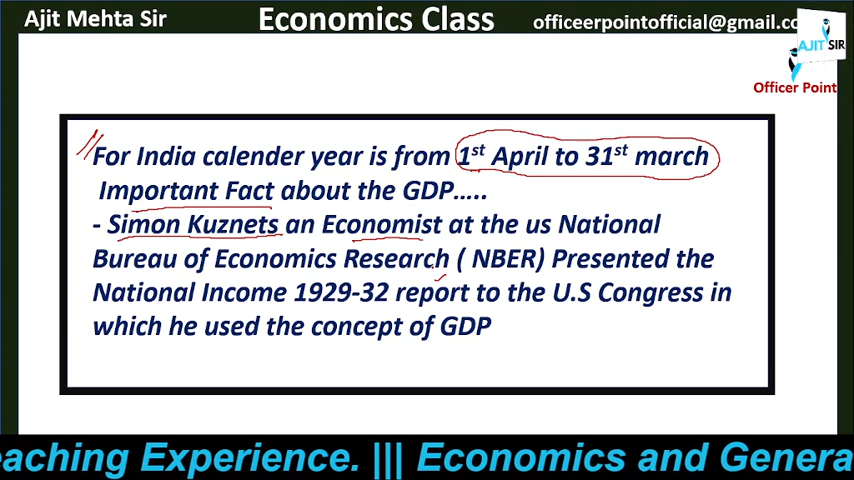 Ajit Mehta Sir
Economics Class
officeerpointofficial@gmail.co
AJIT SIR
Officer Point
For India calender year is from 1st April to 31st march
Important Fact about the GDP.....
- Simon Kuznets an Economist at the us National
Bureau of Economics Research ( NBER) Presented the
National Income 1929-32 report to the U.S Congress in
which he used the concept of GDP
eaching Experience. ||| Economics and Genera